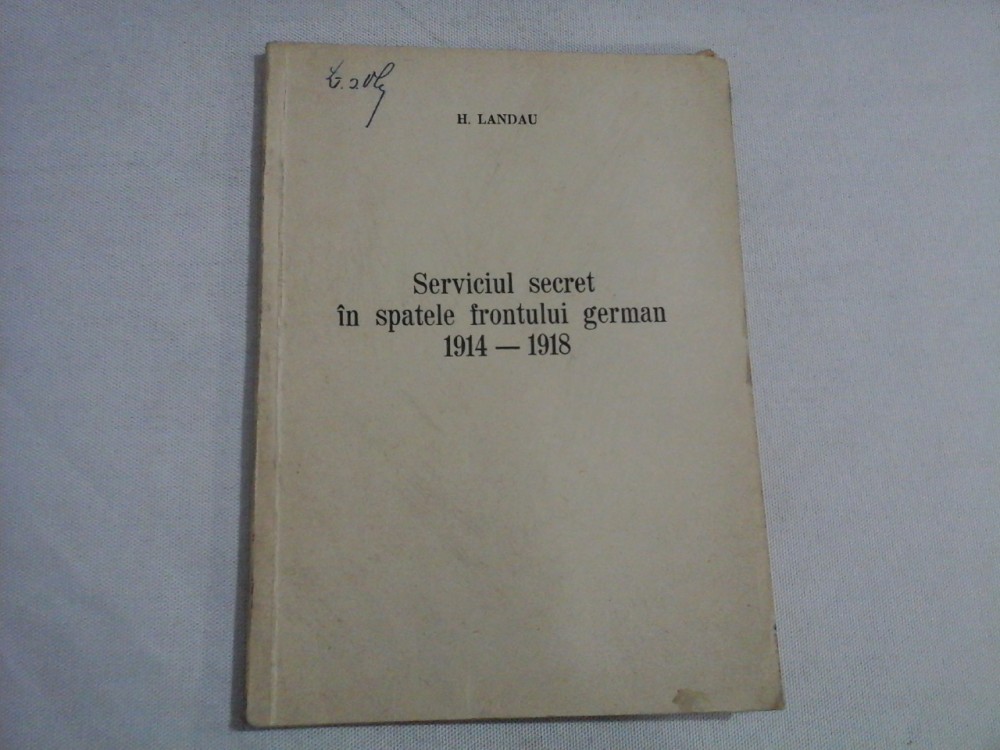 H. LANDAU
Serviciul secret
în spatele frontului german
1914 — 1918